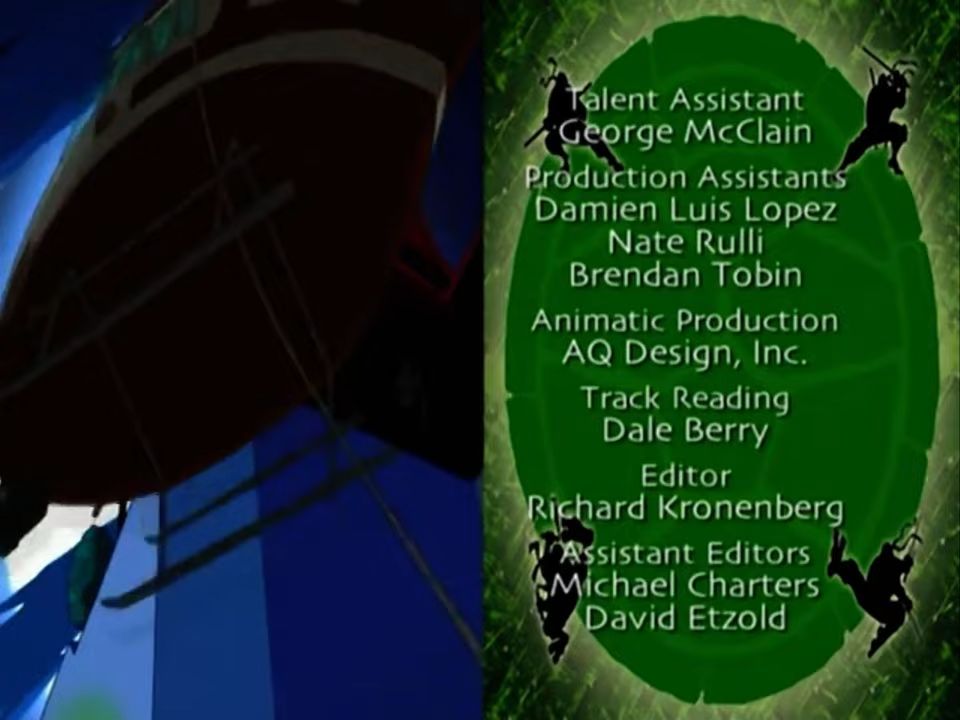 Talent Assistant
George McClain
Production Assistants
Damien Luis Lopez
Nate Rulli
Brendan Tobin
Animatic Production
AQ Design, Inc.
Track Reading
Dale Berry
Editor
Richard Kronenberg
Assistant Editors
Michael Charters
David Etzold